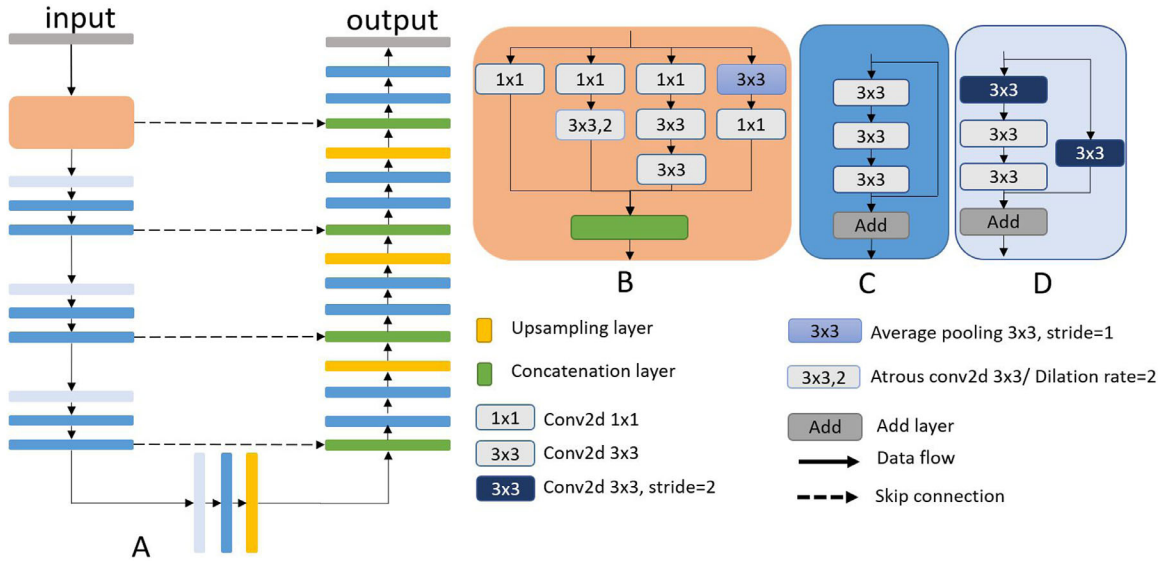 input
output
1x1
1x1
1x1
3x3
3x3,2
3x3
1x1
3x3
3x3
3x3
3x3
Add
3x3
3x3
3x3
3x3
Add
A
B
C
D
Upsampling layer
Concatenation layer
1x1 Conv2d 1x1
3x3 Conv2d 3x3
3x3 Conv2d 3x3, stride=2
3x3 Average pooling 3x3, stride=1
3x3,2 Atrous conv2d 3x3/ Dilation rate=2
Add Add layer
Data flow
Skip connection